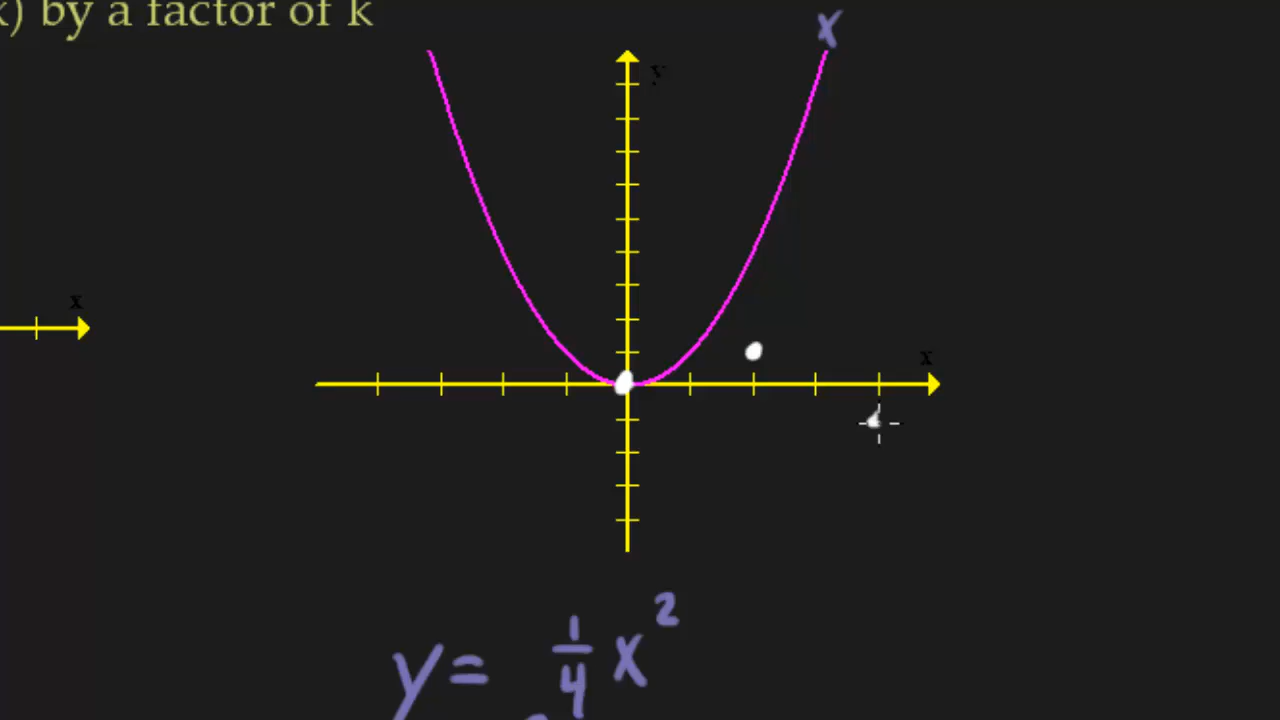 k) by a factor of k
x
y
x
x
y = 1/4 x²